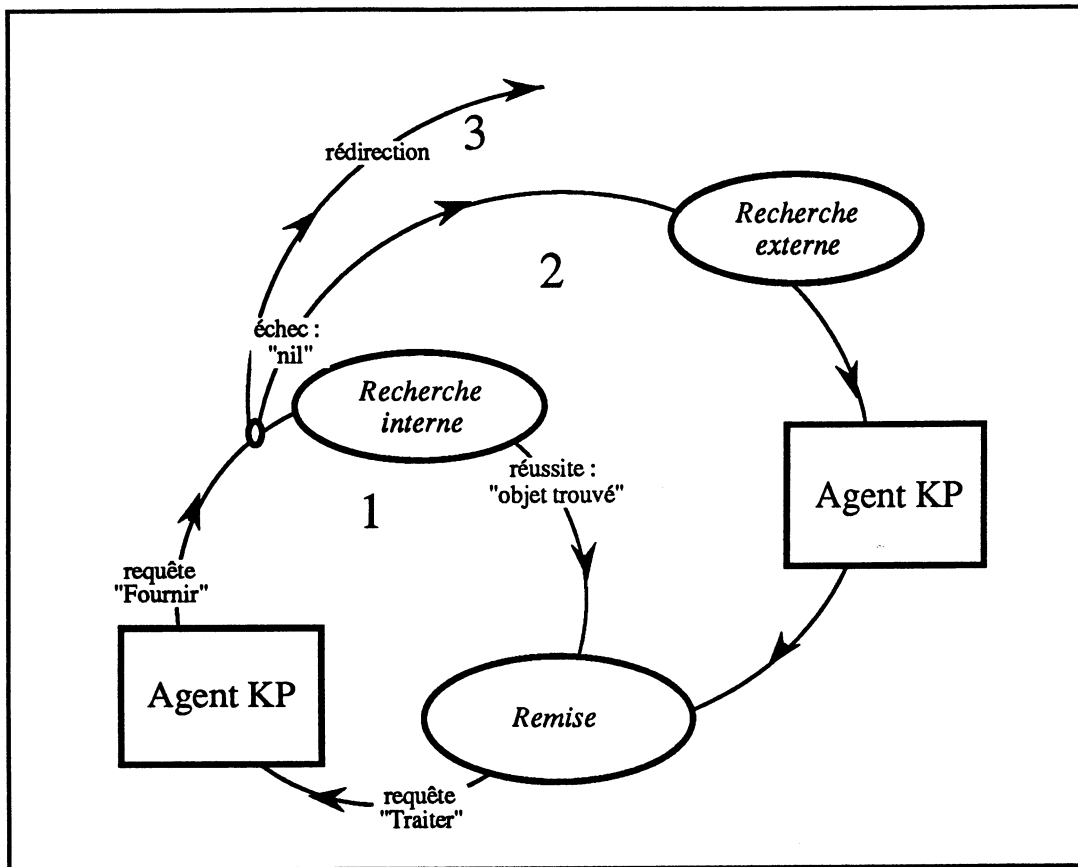 3
rédirection
Recherche
externe
2
échec :
"nil"
Recherche
interne
réussite :
"objet trouvé"
Agent KP
1
requête
"Fournir"
Agent KP
Remise
requête
"Traiter"